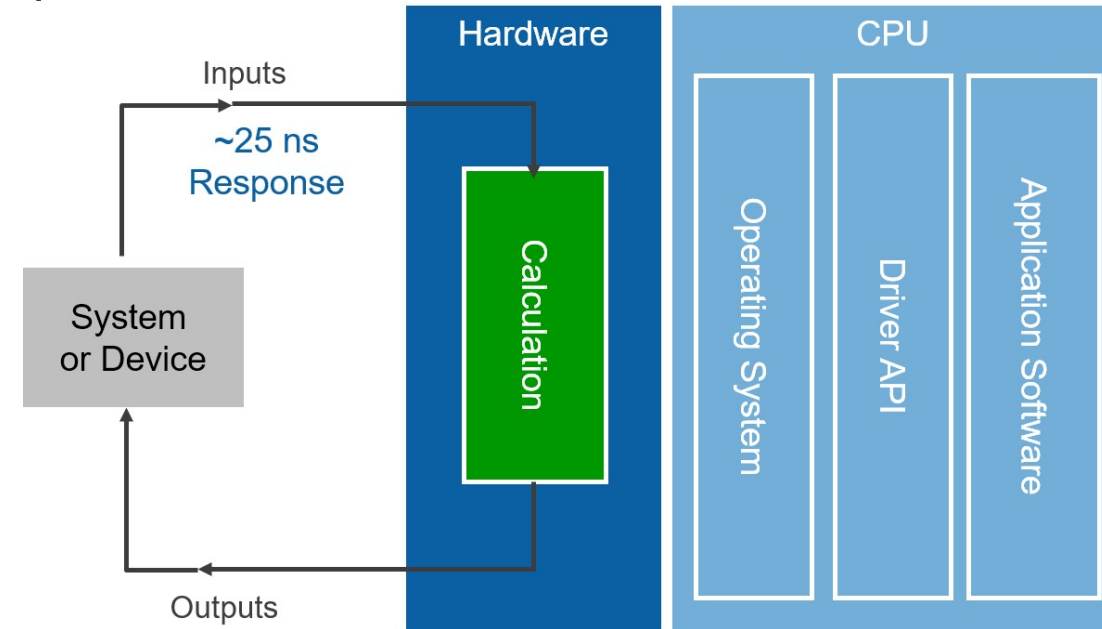 Hardware
CPU
Inputs
~25 ns
Response
System
or Device
Calculation
Operating System
Driver API
Application Software
Outputs